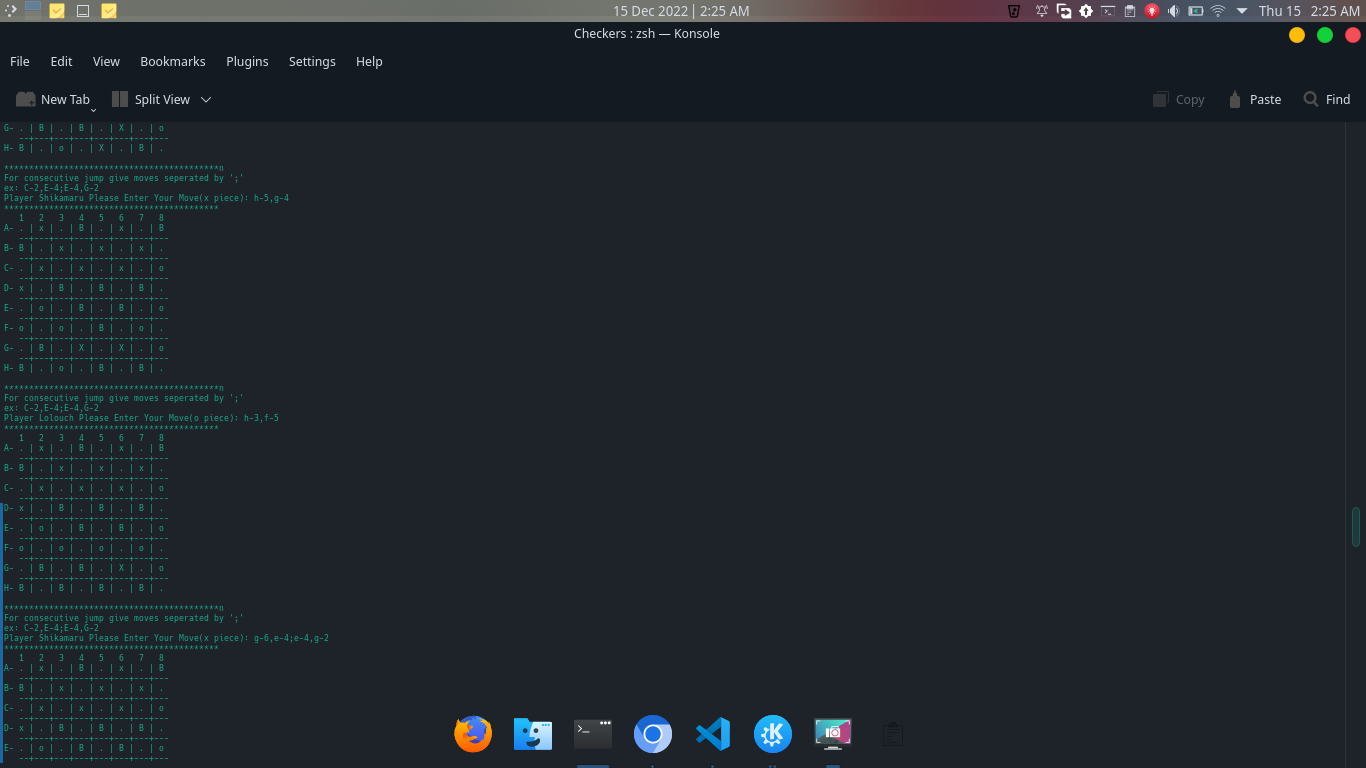 15 Dec 2022 | 2:25 AM
Thu 15 2:25 AM
Checkers : zsh — Konsole
File Edit View Bookmarks Plugins Settings Help
New Tab Split View Copy Paste Find
G- . | B | . | B | . | X | . | o
   --+---+---+---+---+---+---+---
H- B | . | o | . | X | . | B | .
*******************************************n
For consecutive jump give moves seperated by ';'
ex: C-2,E-4;E-4,G-2
Player Shikamaru Please Enter Your Move(x piece): h-5,g-4
*******************************************
   1   2   3   4   5   6   7   8
A- . | x | . | B | . | x | . | B
   --+---+---+---+---+---+---+---
B- B | . | x | . | x | . | x | .
   --+---+---+---+---+---+---+---
C- . | x | . | x | . | x | . | o
   --+---+---+---+---+---+---+---
D- x | . | B | . | B | . | B | .
   --+---+---+---+---+---+---+---
E- . | o | . | B | . | B | . | o
   --+---+---+---+---+---+---+---
F- o | . | o | . | B | . | o | .
   --+---+---+---+---+---+---+---
G- . | B | . | X | . | X | . | o
   --+---+---+---+---+---+---+---
H- B | . | o | . | B | . | B | .
*******************************************n
For consecutive jump give moves seperated by ';'
ex: C-2,E-4;E-4,G-2
Player Lolouch Please Enter Your Move(o piece): h-3,f-5
*******************************************
   1   2   3   4   5   6   7   8
A- . | x | . | B | . | x | . | B
   --+---+---+---+---+---+---+---
B- B | . | x | . | x | . | x | .
   --+---+---+---+---+---+---+---
C- . | x | . | x | . | x | . | o
   --+---+---+---+---+---+---+---
D- x | . | B | . | B | . | B | .
   --+---+---+---+---+---+---+---
E- . | o | . | B | . | B | . | o
   --+---+---+---+---+---+---+---
F- o | . | o | . | o | . | o | .
   --+---+---+---+---+---+---+---
G- . | B | . | B | . | X | . | o
   --+---+---+---+---+---+---+---
H- B | . | B | . | B | . | B | .
*******************************************n
For consecutive jump give moves seperated by ';'
ex: C-2,E-4;E-4,G-2
Player Shikamaru Please Enter Your Move(x piece): g-6,e-4;e-4,g-2
*******************************************
   1   2   3   4   5   6   7   8
A- . | x | . | B | . | x | . | B
   --+---+---+---+---+---+---+---
B- B | . | x | . | x | . | x | .
   --+---+---+---+---+---+---+---
C- . | x | . | x | . | x | . | o
   --+---+---+---+---+---+---+---
D- x | . | B | . | B | . | B | .
   --+---+---+---+---+---+---+---
E- . | o | . | B | . | B | . | o
   --+---+---+---+---+---+---+---